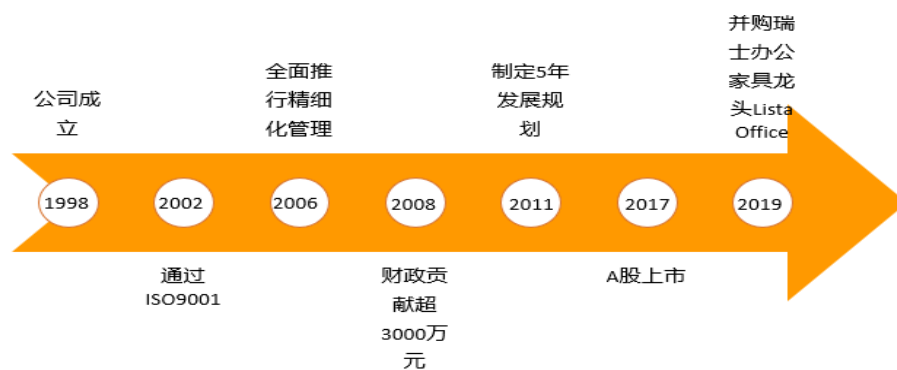 公司成
立
全面推
行精细
化管理
制定5年
发展规
划
并购瑞
士办公
家具龙
头Lista
Office
1998
2002
2006
2008
2011
2017
2019
通过
ISO9001
财政贡
献超
3000万
元
A股上市